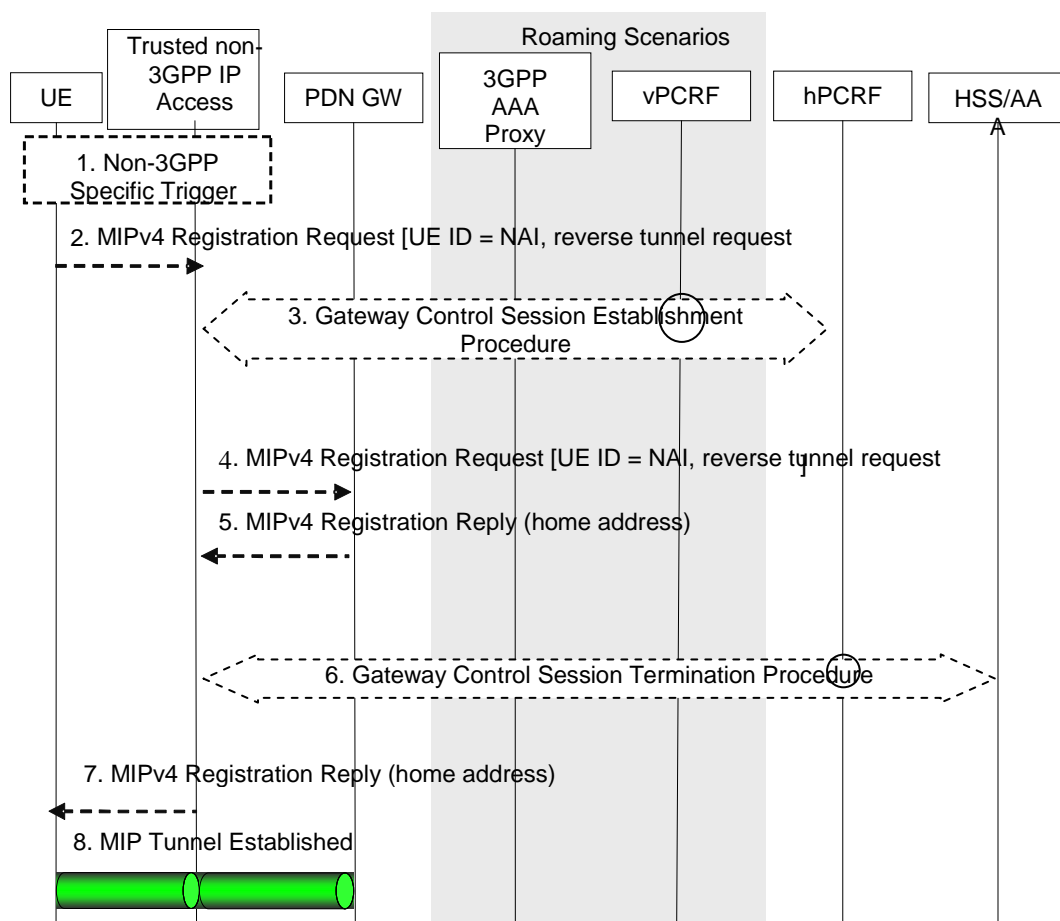 Roaming Scenarios
UE
Trusted non-
3GPP IP
Access
PDN GW
3GPP
AAA
Proxy
vPCRF
hPCRF
HSS/AA
A
1. Non-3GPP
Specific Trigger
2. MIPv4 Registration Request [UE ID = NAI, reverse tunnel request
3. Gateway Control Session Establishment
Procedure
4. MIPv4 Registration Request [UE ID = NAI, reverse tunnel request
]
5. MIPv4 Registration Reply (home address)
6. Gateway Control Session Termination Procedure
7. MIPv4 Registration Reply (home address)
8. MIP Tunnel Established